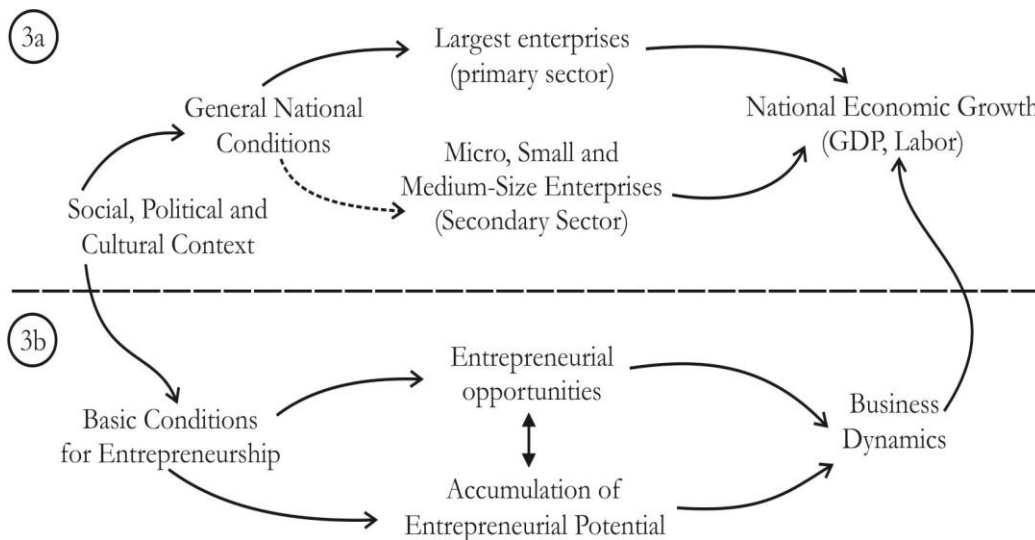 3a
Largest enterprises
(primary sector)
General National
Conditions
National Economic Growth
(GDP, Labor)
Micro, Small and
Medium-Size Enterprises
(Secondary Sector)
Social, Political and
Cultural Context
3b
Entrepreneurial
opportunities
Basic Conditions
for Entrepreneurship
Business
Dynamics
Accumulation of
Entrepreneurial Potential